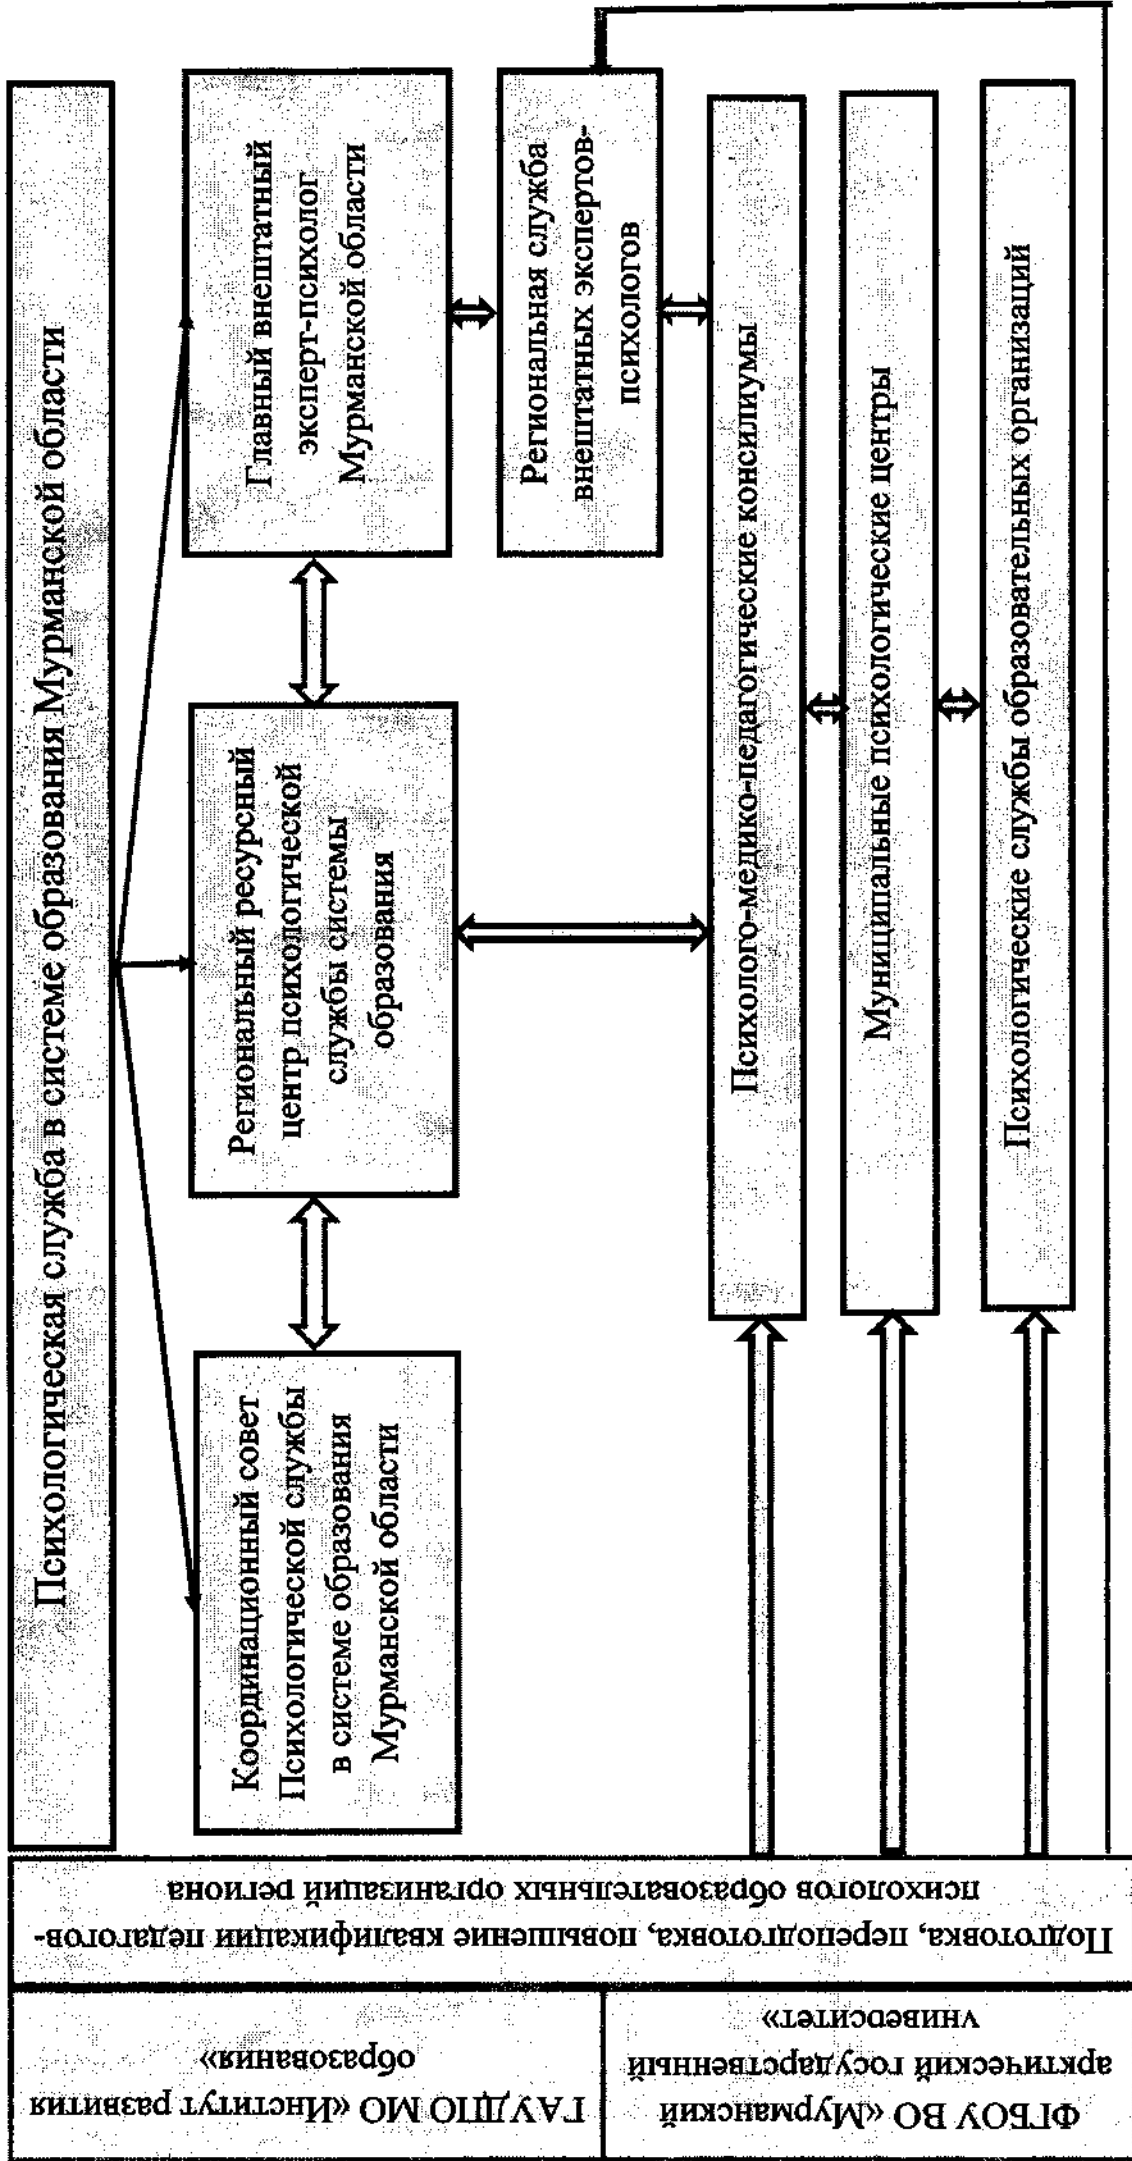 Психологическая служба в системе образования Мурманской области
Координационный совет
Психологической службы
в системе образования
Мурманской области
Региональный ресурсный
центр психологической
службы системы
образования
Главный внештатный
эксперт-психолог
Мурманской области
Региональная служба
внештатных экспертов-
психологов
Психолого-медико-педагогические консилиумы
Муниципальные психологические центры
Психологические службы образовательных организаций
Подготовка, переподготовка, повышение квалификации педагогов-
психологов образовательных организаций региона
ГАУДПО МО «Институт развития
образования»
ФГБОУ ВО «Мурманский
арктический государственный
университет»